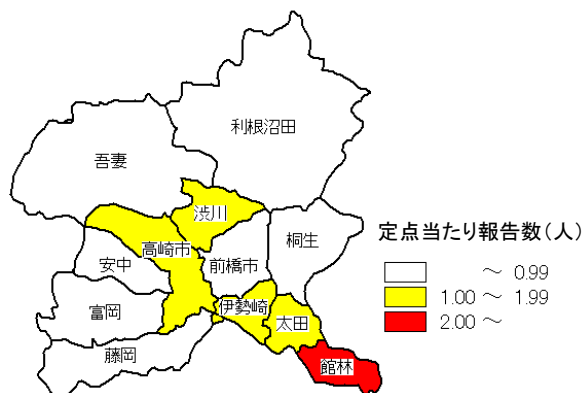 利根沼田
吾妻
渋川
高崎市
桐生
安中
前橋市
富岡
伊勢崎
太田
藤岡
館林
定点当たり報告数(人)
～ 0.99
1.00 ～ 1.99
2.00 ～